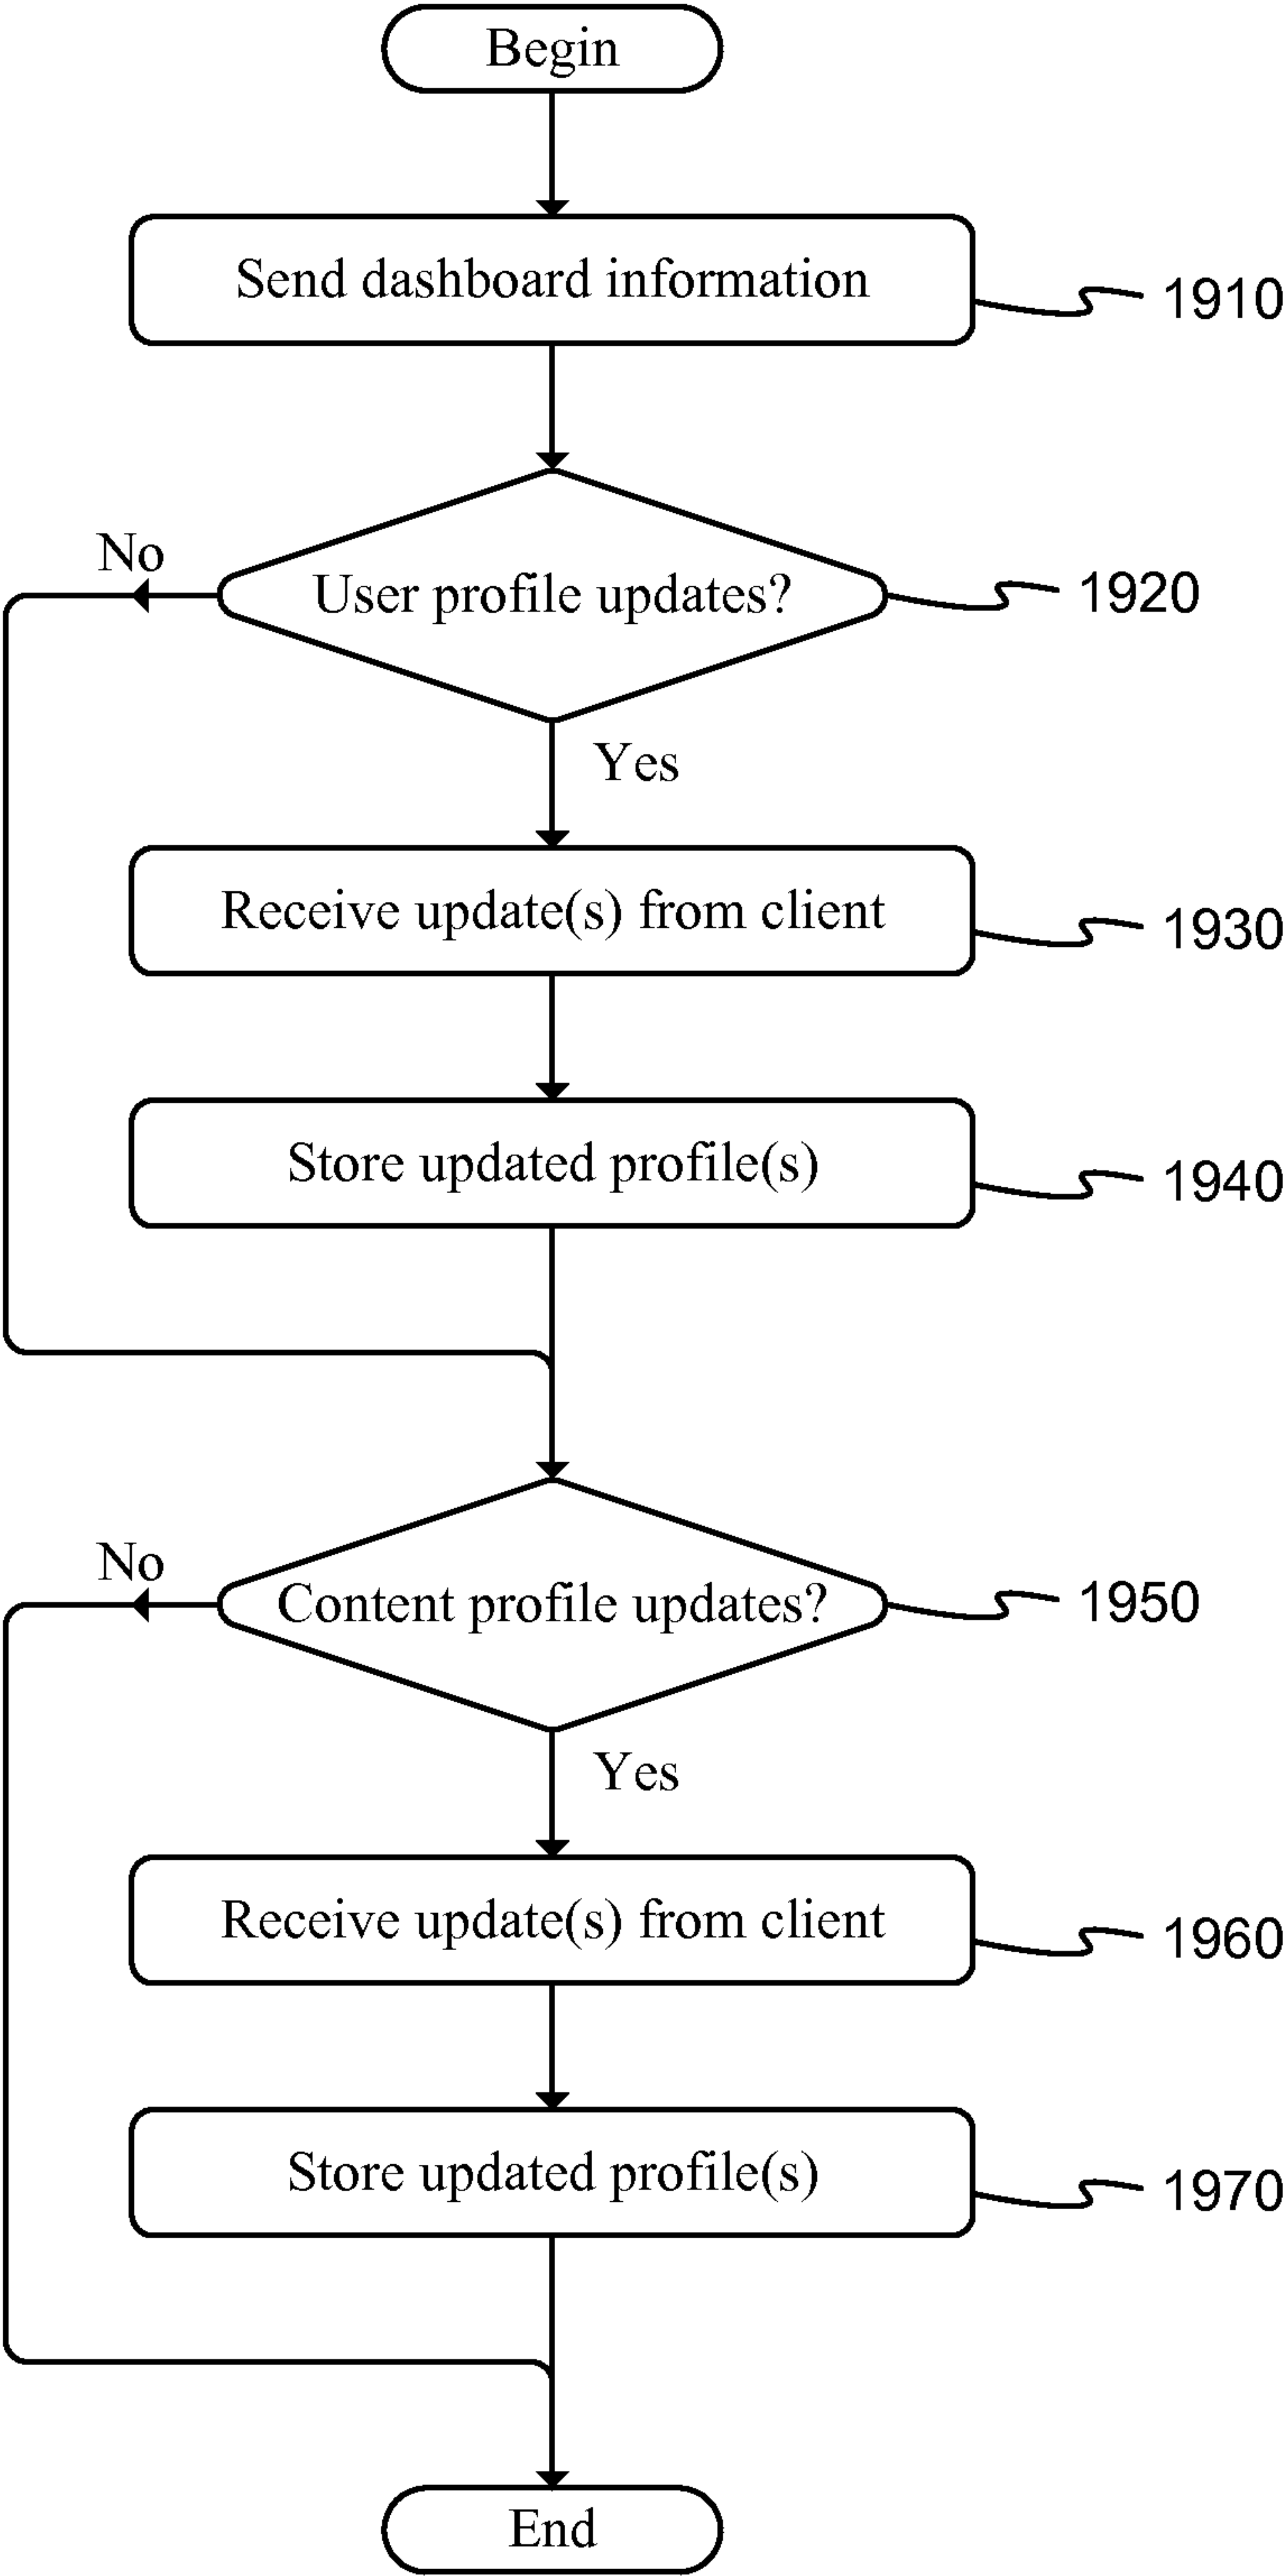 Begin
Send dashboard information
1910
No
User profile updates?
1920
Yes
Receive update(s) from client
1930
Store updated profile(s)
1940
No
Content profile updates?
1950
Yes
Receive update(s) from client
1960
Store updated profile(s)
1970
End